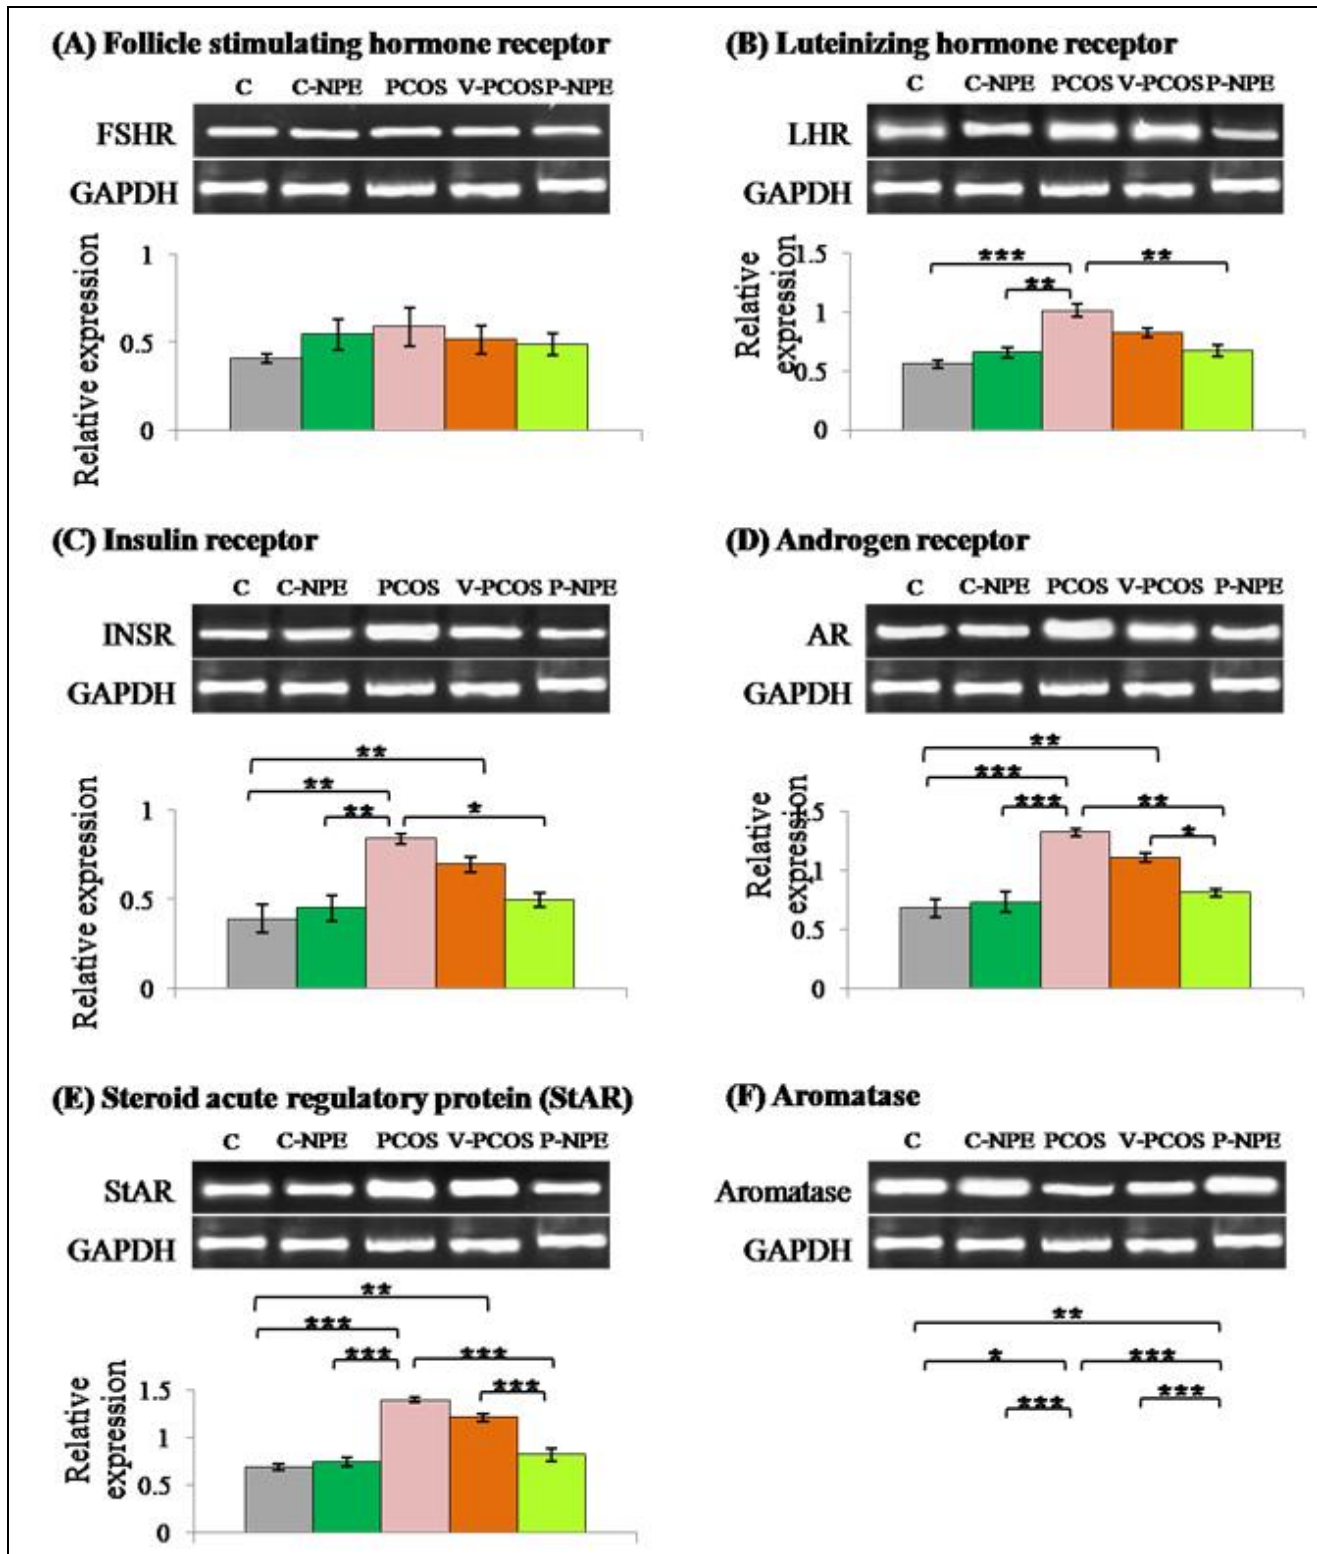 (A) Follicle stimulating hormone receptor
C C-NPE PCOS V-PCOS P-NPE
FSHR
GAPDH
Relative expression
1
0.5
0
(B) Luteinizing hormone receptor
C C-NPE PCOS V-PCOS P-NPE
LHR
GAPDH
Relative
expression
1.5
1
0.5
0
*** **
**
(C) Insulin receptor
C C-NPE PCOS V-PCOS P-NPE
INSR
GAPDH
**
**
** *
Relative expression
1
0.5
0
(D) Androgen receptor
C C-NPE PCOS V-PCOS P-NPE
AR
GAPDH
**
***
*** **
*
Relative
expression
1.5
1
0.5
0
(E) Steroid acute regulatory protein (StAR)
C C-NPE PCOS V-PCOS P-NPE
StAR
GAPDH
**
***
*** ***
***
Relative
expression
1.5
1
0.5
0
(F) Aromatase
C C-NPE PCOS V-PCOS P-NPE
Aromatase
GAPDH
**
* ***
*** ***